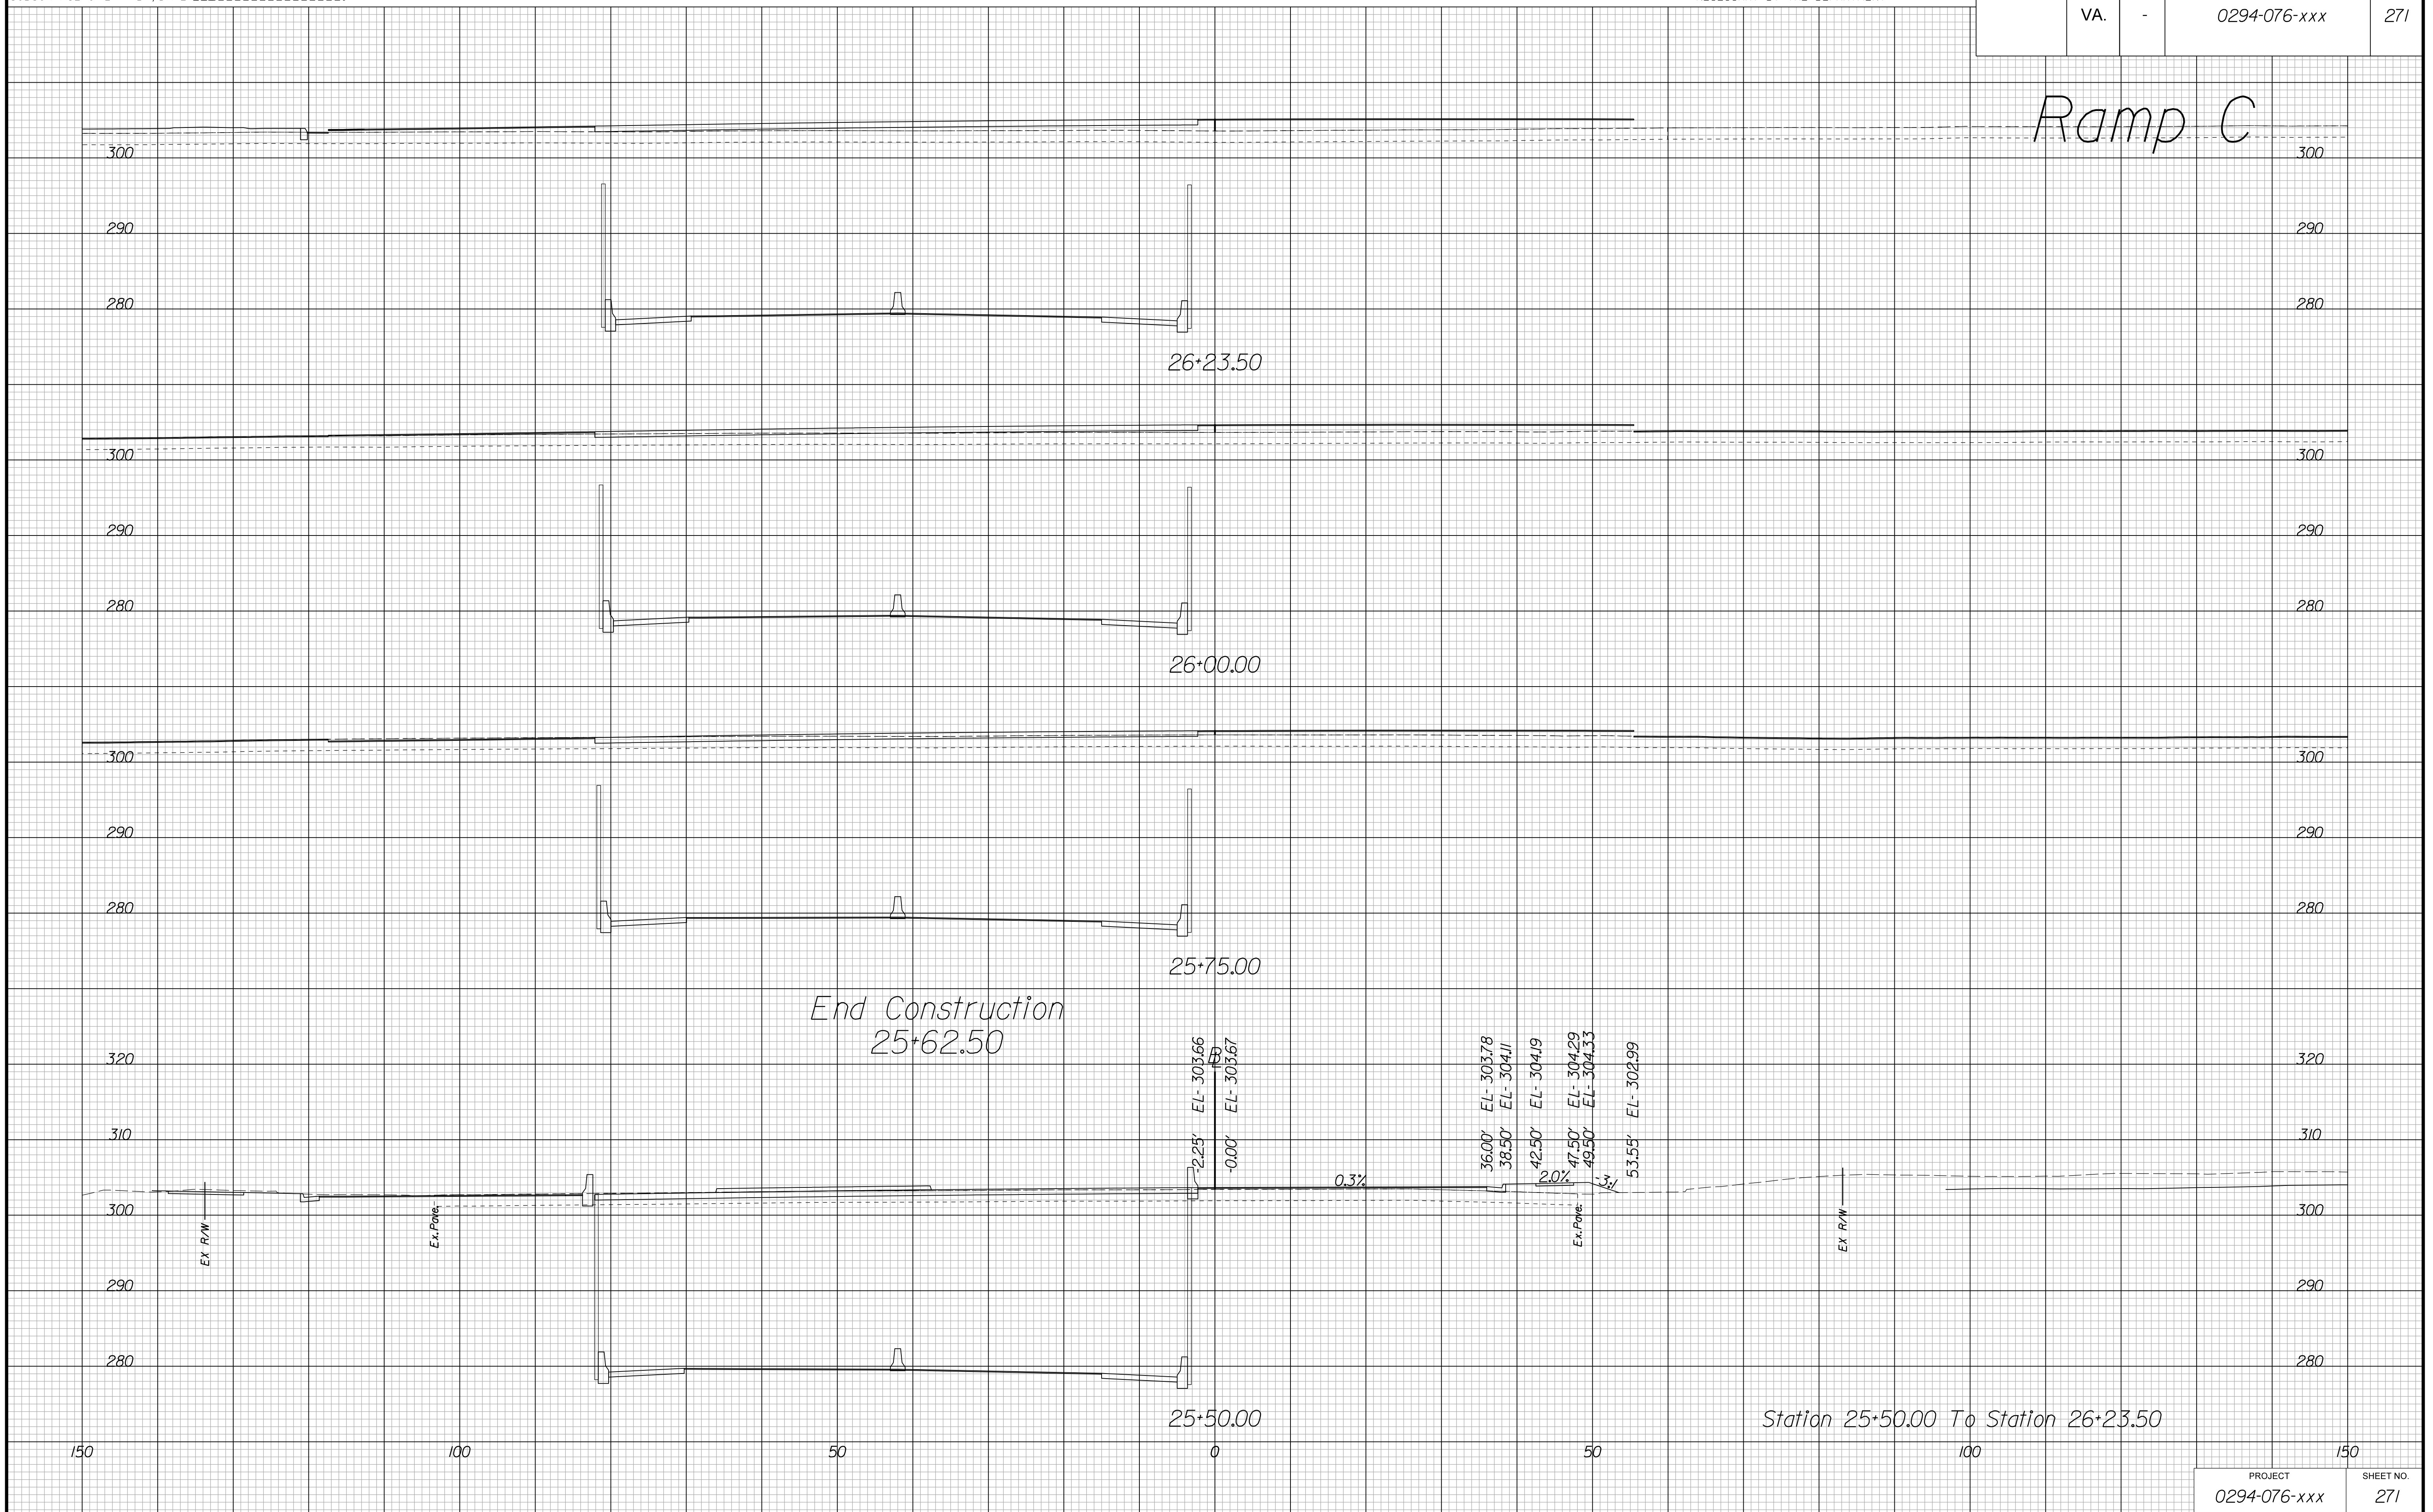 VA. - 0294-076-xxx 271
Ramp C
300 300
290 290
280 280
26+23.50
300 300
290 290
280 280
26+00.00
300 300
290 290
280 280
25+75.00
End Construction
25+62.50
320 320
310 310
300 300
290 290
280 280
-2.25' EL- 303.66
-0.00' EL- 303.67
36.00' EL- 303.78
38.50' EL- 304.11
42.50' EL- 304.19
47.50' EL- 304.29
49.50' EL- 304.33
53.55' EL- 302.99
0.3%
2.0%
-3:1
EX R/W
Ex.Pave.
Ex.Pave.
EX R/W
25+50.00
Station 25+50.00 To Station 26+23.50
150 100 50 0 50 100 150
PROJECT SHEET NO.
0294-076-xxx 271